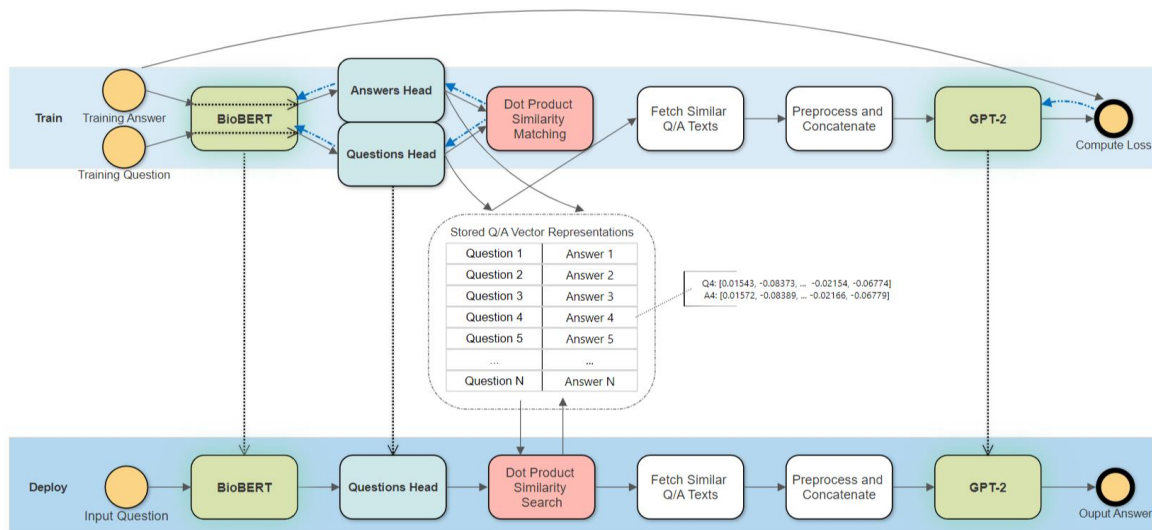 Train
Training Answer
Training Question
BioBERT
Answers Head
Questions Head
Dot Product
Similarity
Matching
Fetch Similar
Q/A Texts
Preprocess and
Concatenate
GPT-2
Compute Loss
Stored Q/A Vector Representations
Question 1 Answer 1
Question 2 Answer 2
Question 3 Answer 3
Question 4 Answer 4
Question 5 Answer 5
... ...
Question N Answer N
Q4: [0.01543, -0.08373, ... -0.02154, -0.06774]
A4: [0.01572, -0.08389, ... -0.02166, -0.06779]
Deploy
Input Question
BioBERT
Questions Head
Dot Product
Similarity
Search
Fetch Similar
Q/A Texts
Preprocess and
Concatenate
GPT-2
Ouput Answer